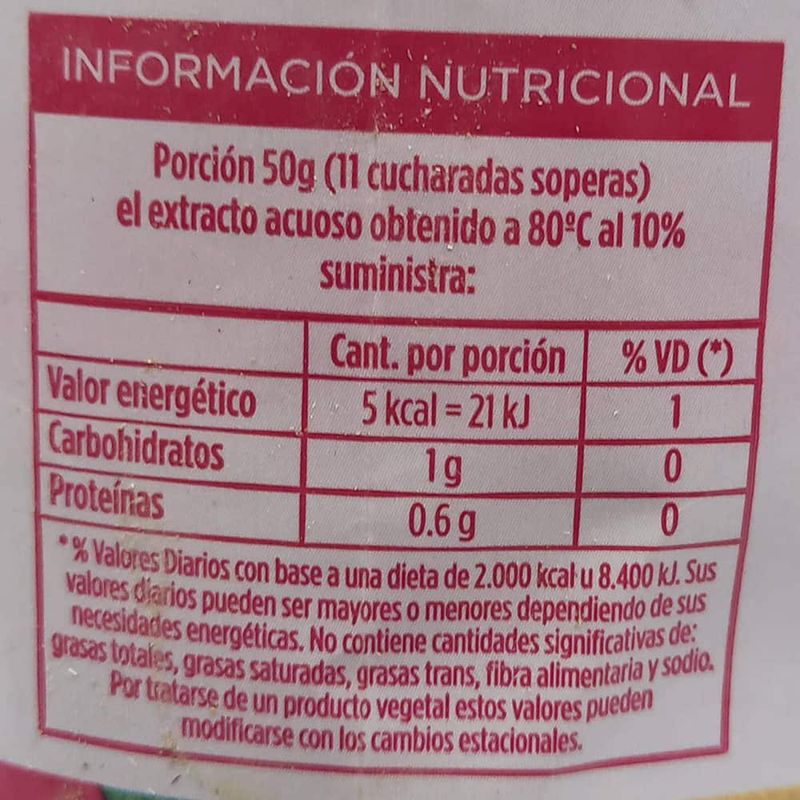 INFORMACIÓN NUTRICIONAL
Porción 50g (11 cucharadas soperas)
el extracto acuoso obtenido a 80ºC al 10%
suministra:
Cant. por porción % VD (*)
Valor energético 5 kcal = 21 kJ 1
Carbohidratos 1 g 0
Proteínas 0.6 g 0
* % Valores Diarios con base a una dieta de 2.000 kcal u 8.400 kJ. Sus
valores diarios pueden ser mayores o menores dependiendo de sus
necesidades energéticas. No contiene cantidades significativas de:
grasas totales, grasas saturadas, grasas trans, fibra alimentaria y sodio.
Por tratarse de un producto vegetal estos valores pueden
modificarse con los cambios estacionales.